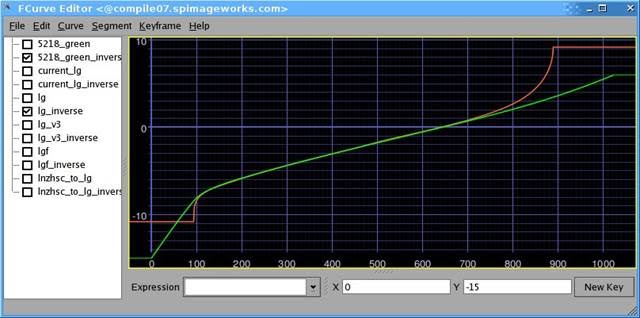 FCurve Editor <@compile07.spimageworks.com>
File Edit Curve Segment Keyframe Help
5218_green
5218_green_invers
current_lg
current_lg_inverse
lg
lg_inverse
lg_v3
lg_v3_inverse
lgf
lgf_inverse
lnzhsc_to_lg
lnzhsc_to_lg_invers
10
0
-10
0 100 200 300 400 500 600 700 800 900 1000
Expression X 0 Y -15 New Key